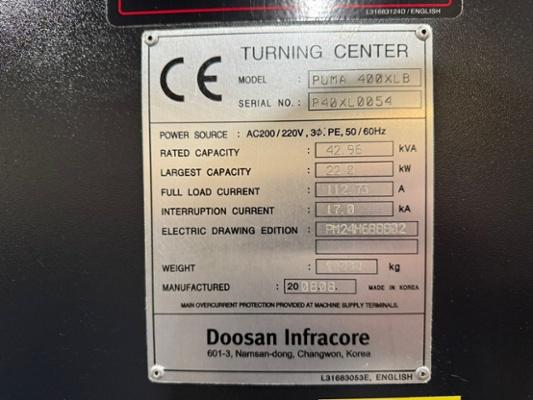 L31683124D / ENGLISH
CE TURNING CENTER
MODEL : PUMA 400XLB
SERIAL NO. : P40XL0054
POWER SOURCE : AC200 / 220V, 3Φ, PE, 50 / 60Hz
RATED CAPACITY : 42.96 kVA
LARGEST CAPACITY : kW
FULL LOAD CURRENT : A
INTERRUPTION CURRENT : 17.0 kA
ELECTRIC DRAWING EDITION :
WEIGHT : kg
MANUFACTURED : 200808. MADE IN KOREA
MAIN OVERCURRENT PROTECTION PROVIDED AT MACHINE SUPPLY TERMINALS.
Doosan Infracore
601-3, Namsan-dong, Changwon, Korea
L31683053E, ENGLISH